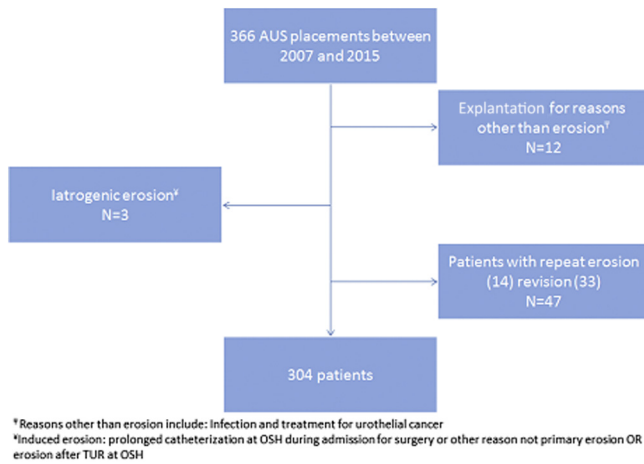 366 AUS placements between
2007 and 2015
Explantation for reasons
other than erosion^Ŧ
N=12
Iatrogenic erosion^¥
N=3
Patients with repeat erosion
(14) revision (33)
N=47
304 patients
^ŦReasons other than erosion include: Infection and treatment for urothelial cancer
^¥Induced erosion: prolonged catheterization at OSH during admission for surgery or other reason not primary erosion OR
erosion after TUR at OSH